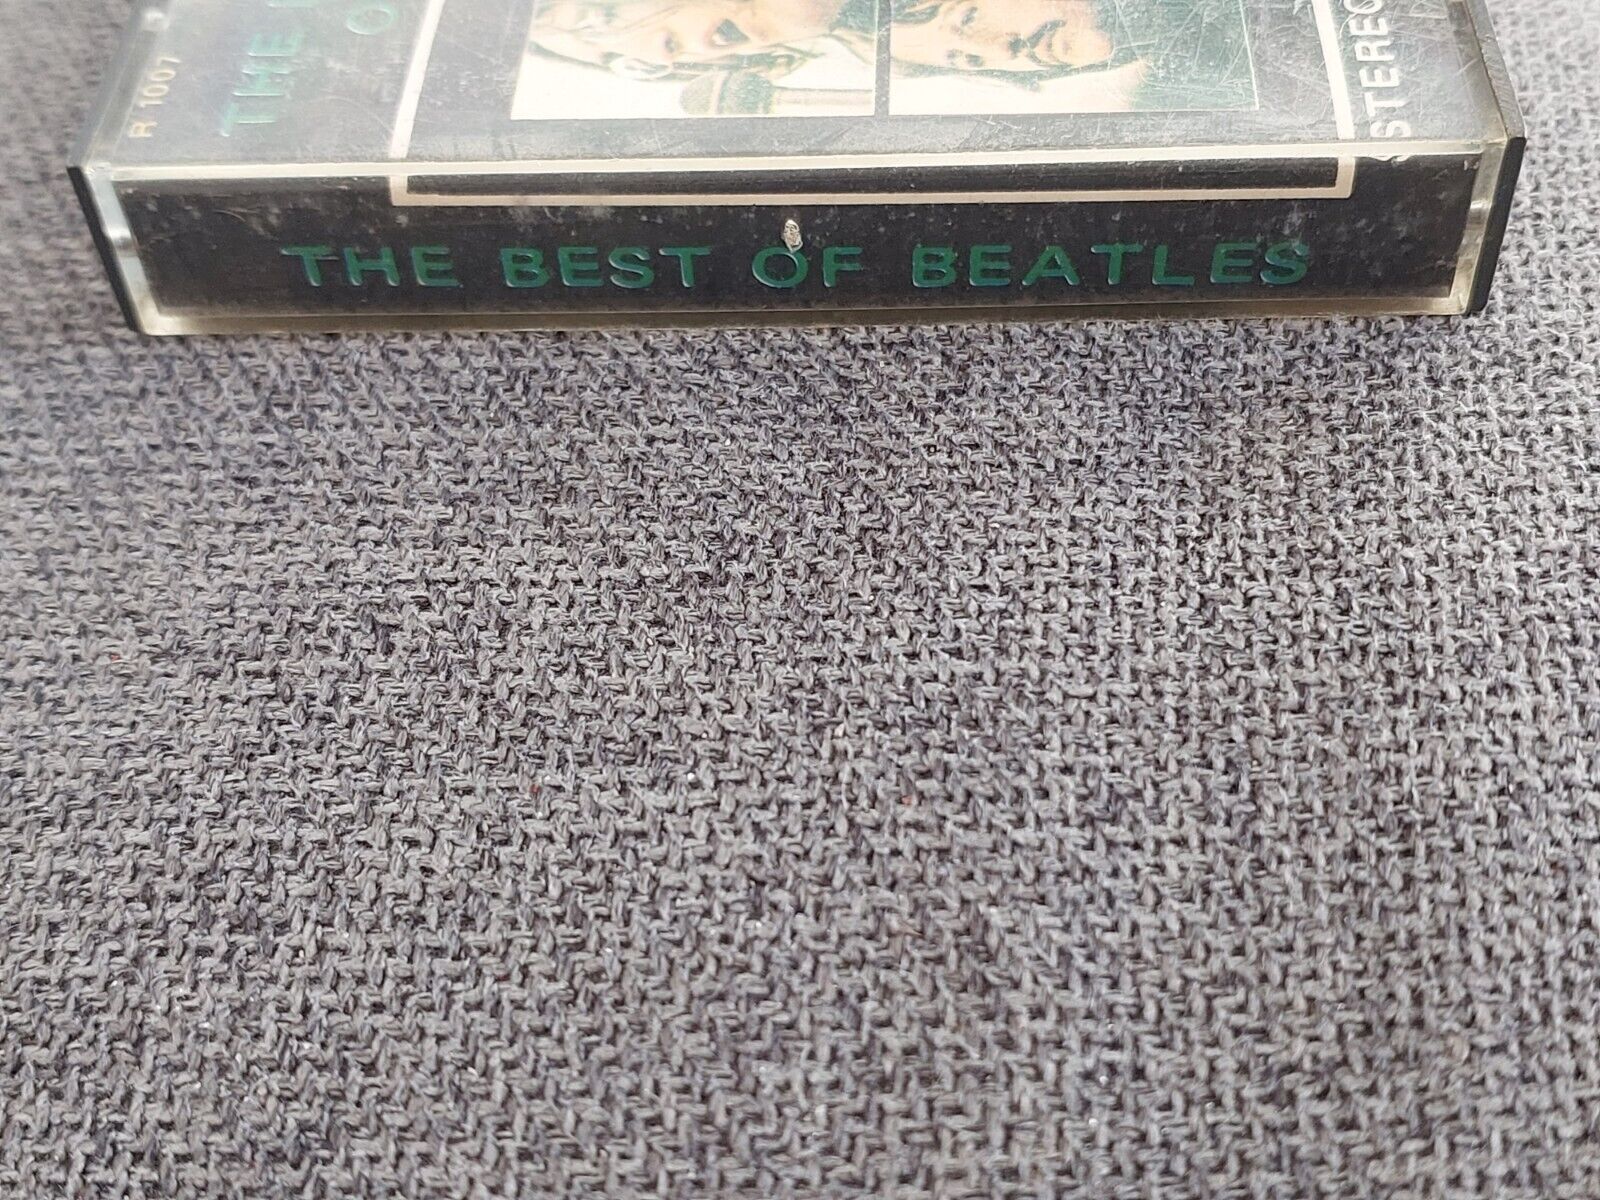 R 1007
THE
O
STEREO
THE BEST OF BEATLES